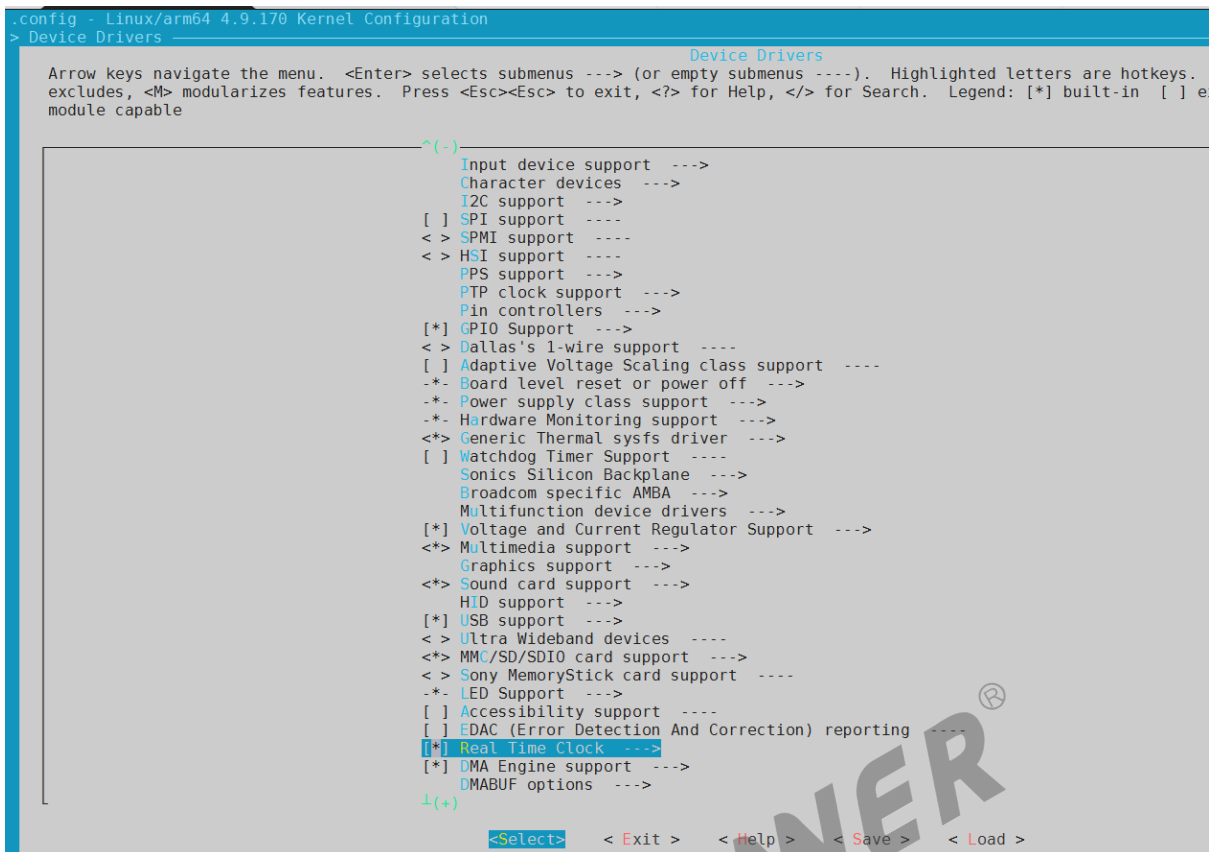 .config - Linux/arm64 4.9.170 Kernel Configuration
> Device Drivers
Device Drivers
Arrow keys navigate the menu.  <Enter> selects submenus ---> (or empty submenus ----).  Highlighted letters are hotkeys.
excludes, <M> modularizes features.  Press <Esc><Esc> to exit, <?> for Help, </> for Search.  Legend: [*] built-in  [ ] e
module capable
^(-)
Input device support  --->
Character devices  --->
I2C support  --->
[ ] SPI support  ----
< > SPMI support  ----
< > HSI support  ----
PPS support  --->
PTP clock support  --->
Pin controllers  --->
[*] GPIO Support  --->
< > Dallas's 1-wire support  ----
[ ] Adaptive Voltage Scaling class support  ----
-*- Board level reset or power off  --->
-*- Power supply class support  --->
-*- Hardware Monitoring support  --->
<*> Generic Thermal sysfs driver  --->
[ ] Watchdog Timer Support  ----
Sonics Silicon Backplane  --->
Broadcom specific AMBA  --->
Multifunction device drivers  --->
[*] Voltage and Current Regulator Support  --->
<*> Multimedia support  --->
Graphics support  --->
<*> Sound card support  --->
HID support  --->
[*] USB support  --->
< > Ultra Wideband devices  ----
<*> MMC/SD/SDIO card support  --->
< > Sony MemoryStick card support  ----
-*- LED Support  --->
[ ] Accessibility support  ----
[ ] EDAC (Error Detection And Correction) reporting  ----
[*] Real Time Clock  --->
[*] DMA Engine support  --->
DMABUF options  --->
┴(+)
<Select>    < Exit >    < Help >    < Save >    < Load >
NER®